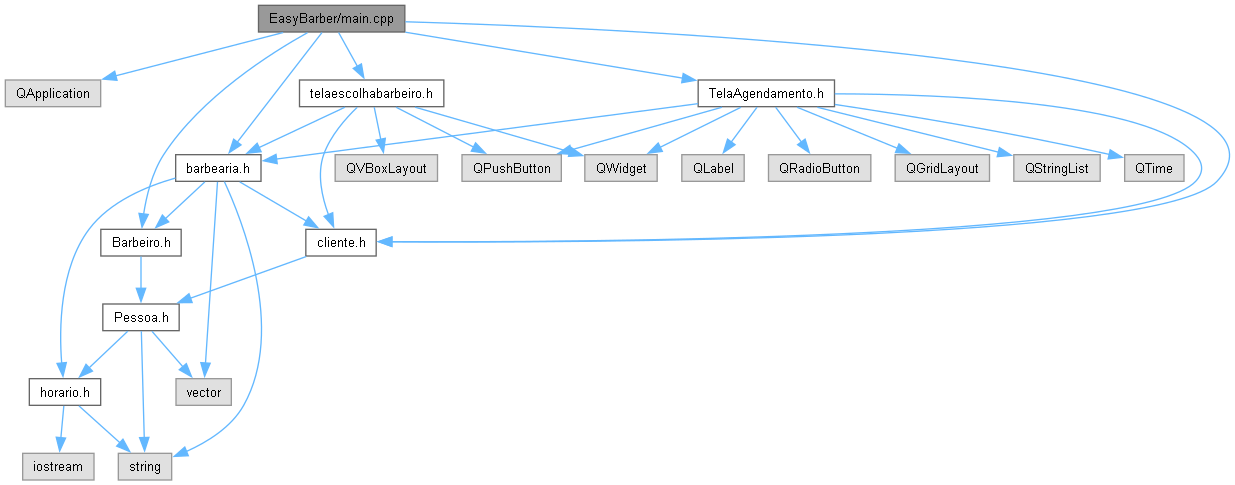 EasyBarber/main.cpp
QApplication
telaescolhabarbeiro.h
TelaAgendamento.h
barbearia.h
QVBoxLayout
QPushButton
QWidget
QLabel
QRadioButton
QGridLayout
QStringList
QTime
Barbeiro.h
cliente.h
Pessoa.h
horario.h
vector
iostream
string